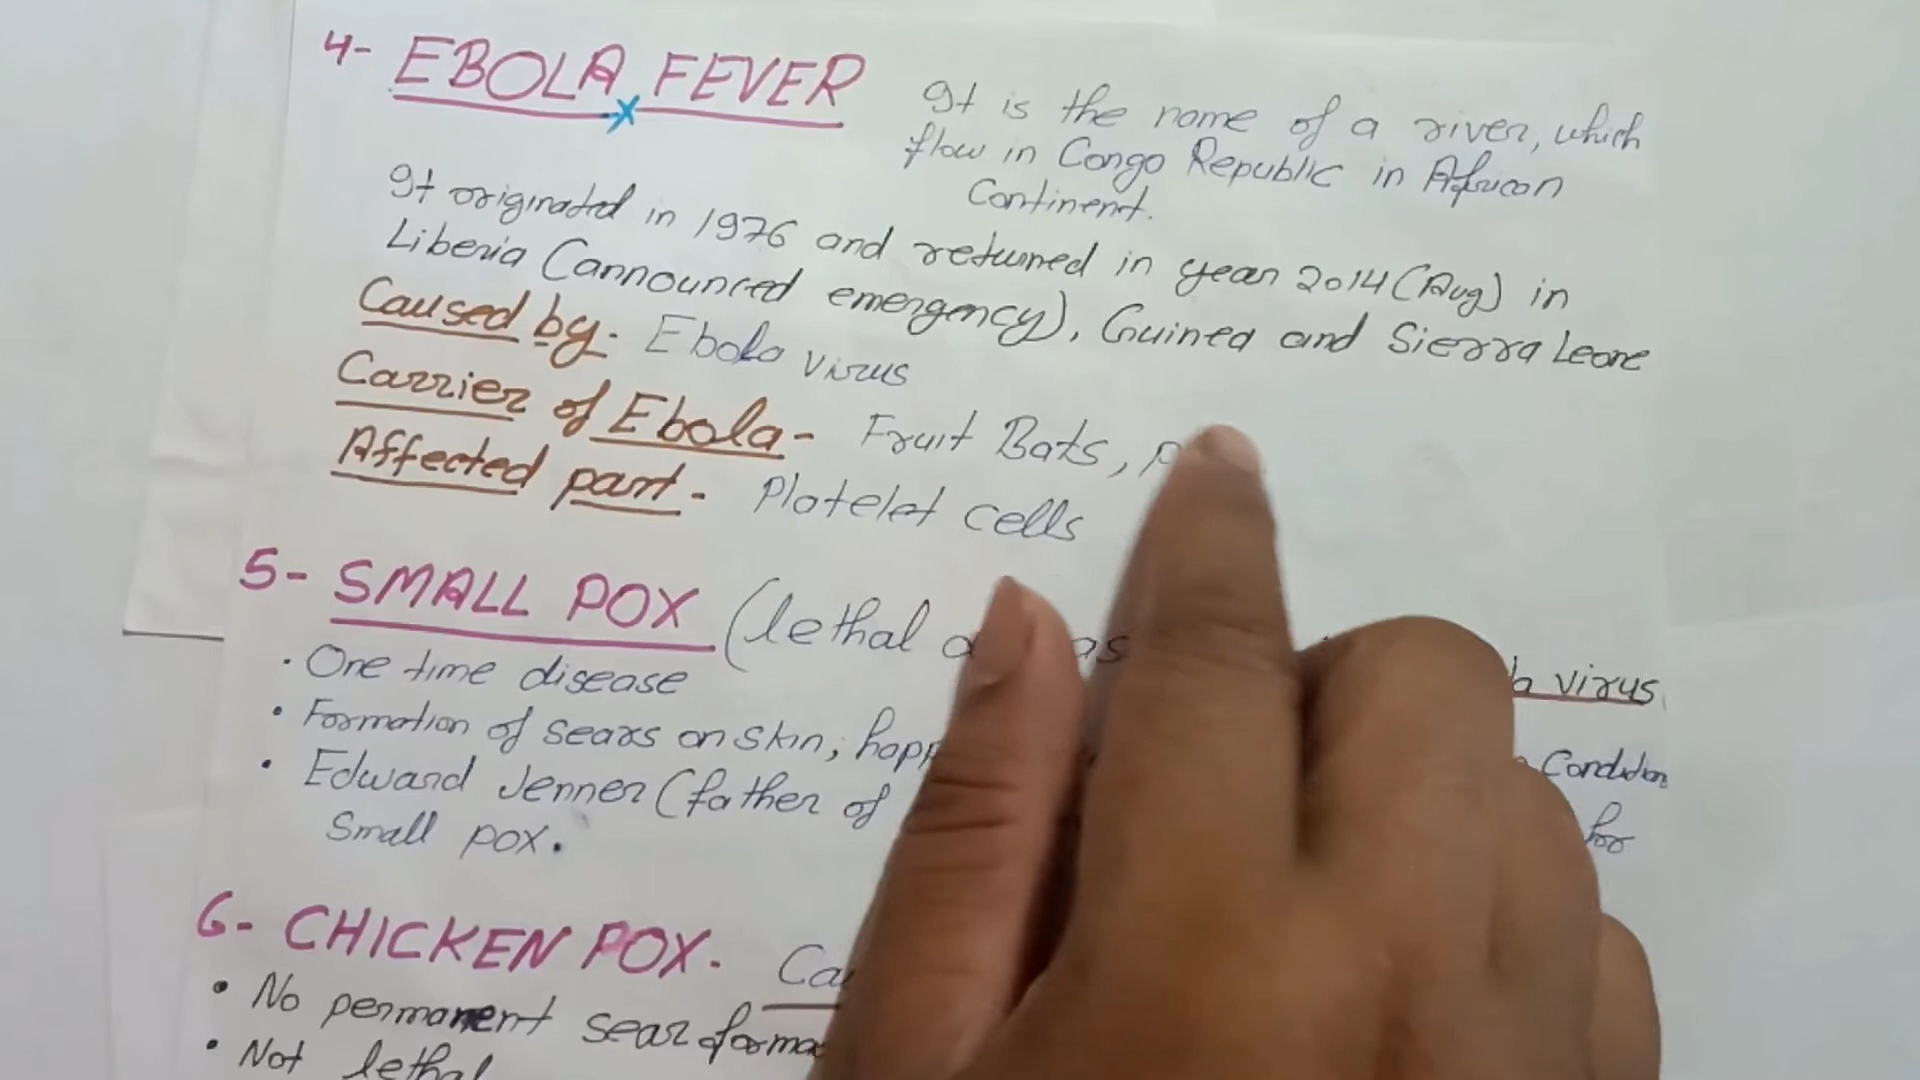 4- EBOLA FEVER
It is the name of a river, which
flow in Congo Republic in African
Continent.
It originated in 1976 and returned in year 2014 (Aug) in
Liberia (announced emergency), Guinea and Sierra Leone
Caused by- Ebola virus
Carrier of Ebola- Fruit Bats,
Affected part- Platelet cells
5- SMALL POX (lethal
virus
• One time disease
• Formation of sears on skin,
Condition
• Edward Jenner (father of
for
Small pox.
6- CHICKEN POX.
• No permanent sear
• Not lethal